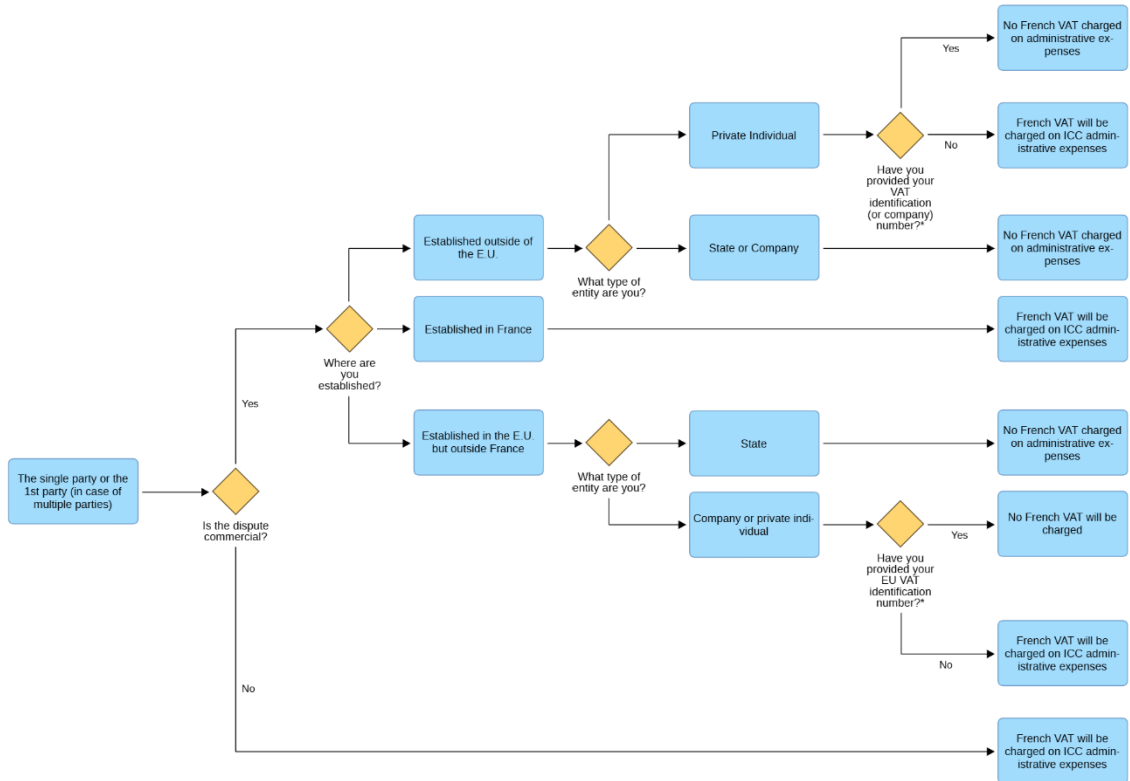 No French VAT charged
on administrative ex-
penses
Yes
Private Individual
French VAT will be
charged on ICC admin-
istrative expenses
No
Have you
provided your
VAT
identification
(or company)
number?*
Established outside of
the E.U.
State or Company
No French VAT charged
on administrative ex-
penses
What type of
entity are you?
Established in France
French VAT will be
charged on ICC admin-
istrative expenses
Where are
you
established?
Yes
Established in the E.U.
but outside France
State
No French VAT charged
on administrative ex-
penses
What type of
entity are you?
The single party or the
1st party (in case of
multiple parties)
Is the dispute
commercial?
Company or private indi-
vidual
No French VAT will be
charged
Yes
Have you
provided your
EU VAT
identification
number?*
French VAT will be
charged on ICC admin-
istrative expenses
No
No
French VAT will be
charged on ICC admin-
istrative expenses